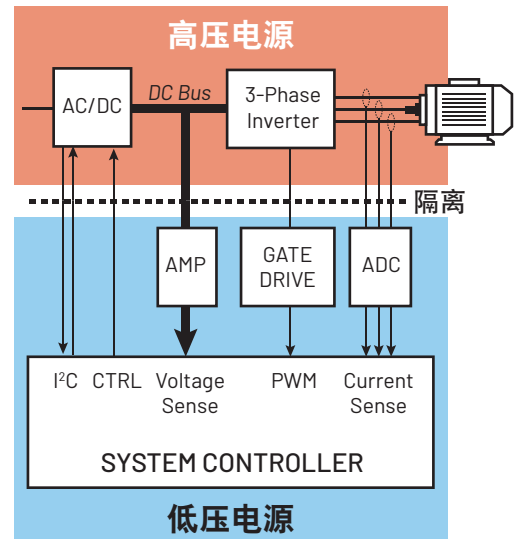 高压电源
AC/DC
DC Bus
3-Phase
Inverter
隔离
AMP
GATE
DRIVE
ADC
I²C
CTRL
Voltage
Sense
PWM
Current
Sense
SYSTEM CONTROLLER
低压电源